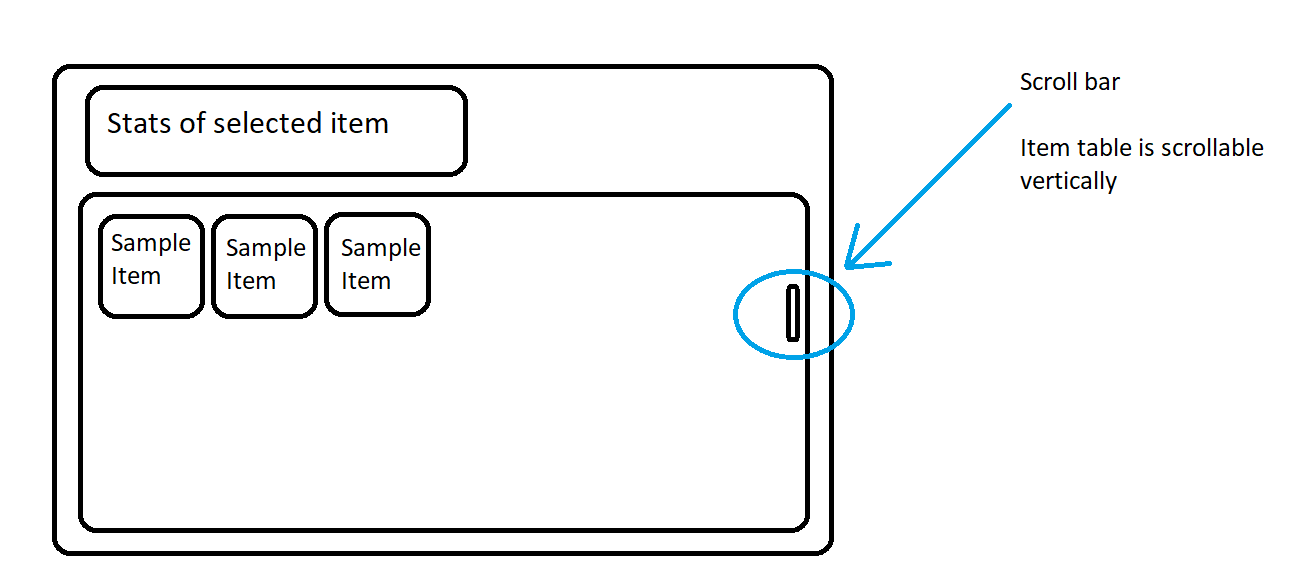 Scroll bar
Stats of selected item
Item table is scrollable
vertically
Sample
Item
Sample
Item
Sample
Item